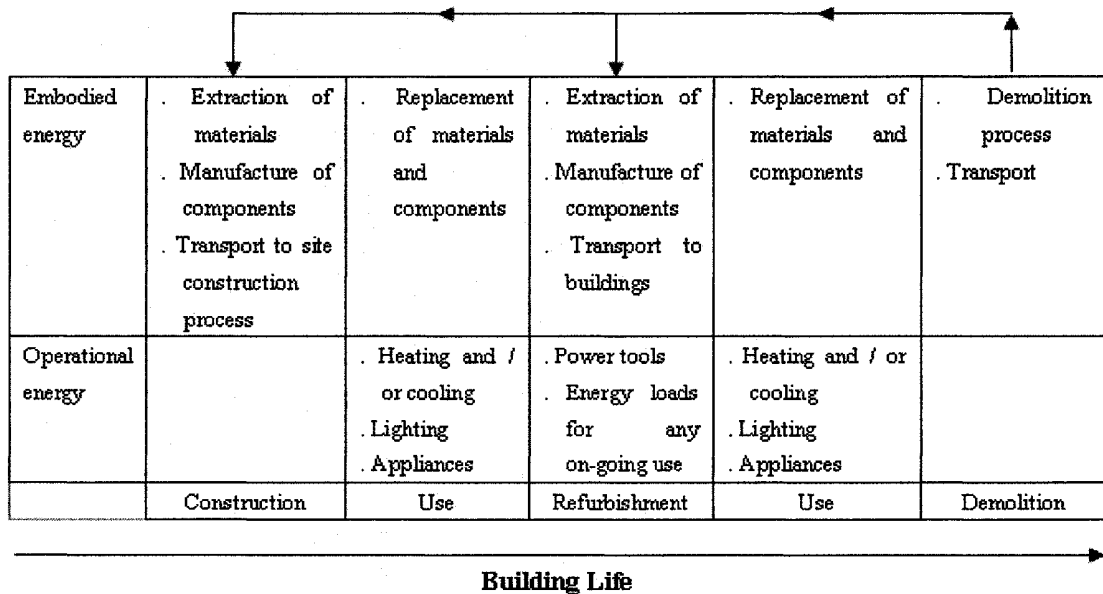 Embodied
energy
. Extraction of
materials
. Manufacture of
components
. Transport to site
construction
process
. Replacement
of materials
and
components
. Extraction of
materials
. Manufacture of
components
. Transport to
buildings
. Replacement of
materials and
components
. Demolition
process
. Transport
Operational
energy
. Heating and /
or cooling
. Lighting
. Appliances
. Power tools
. Energy loads
for any
on-going use
. Heating and / or
cooling
. Lighting
. Appliances
Construction
Use
Refurbishment
Use
Demolition
Building Life